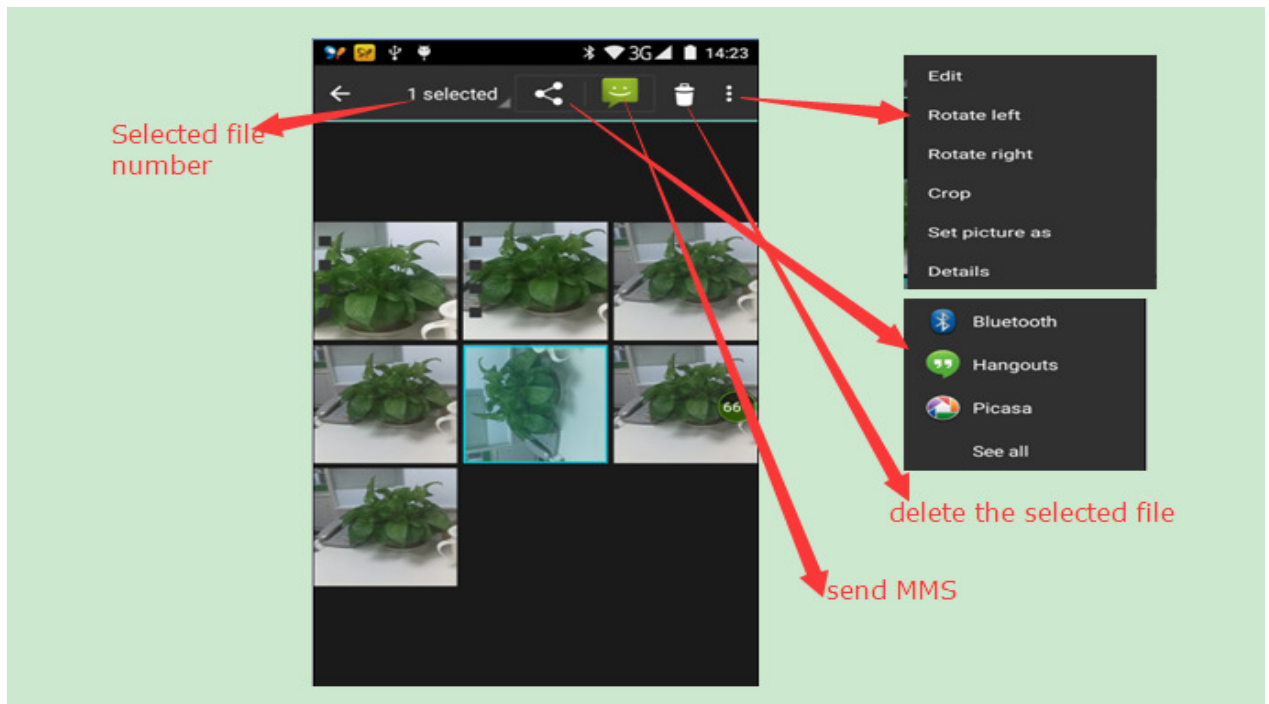 3G 14:23
1 selected
Selected file
number
Edit
Rotate left
Rotate right
Crop
Set picture as
Details
Bluetooth
Hangouts
Picasa
See all
66
delete the selected file
send MMS